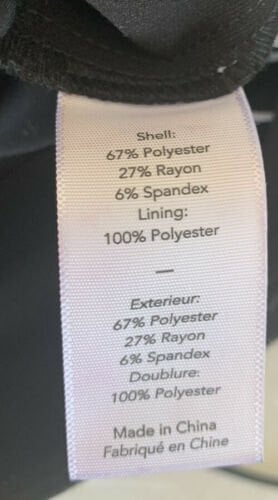 Shell:
67% Polyester
27% Rayon
6% Spandex
Lining:
100% Polyester
—
Exterieur:
67% Polyester
27% Rayon
6% Spandex
Doublure:
100% Polyester
Made in China
Fabriqué en Chine